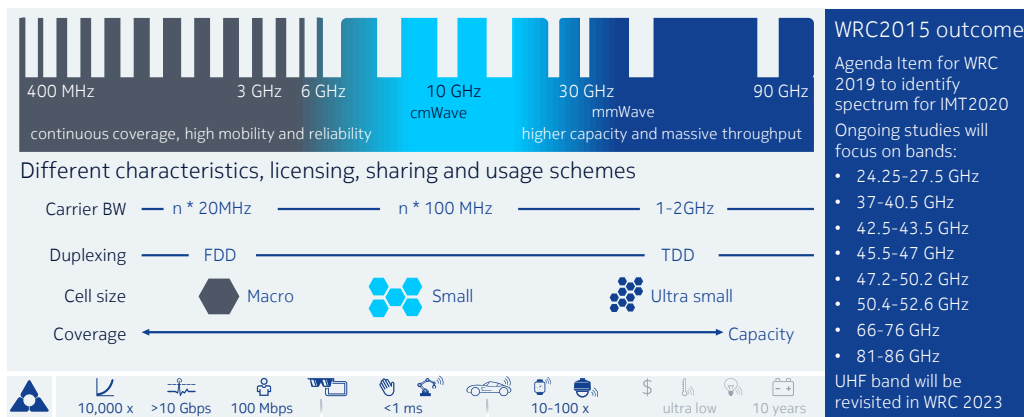 400 MHz 3 GHz 6 GHz 10 GHz 30 GHz 90 GHz
cmWave mmWave
continuous coverage, high mobility and reliability higher capacity and massive throughput
Different characteristics, licensing, sharing and usage schemes
Carrier BW n * 20MHz n * 100 MHz 1-2GHz
Duplexing FDD TDD
Cell size Macro Small Ultra small
Coverage Capacity
10,000 x >10 Gbps 100 Mbps <1 ms 10-100 x ultra low 10 years
$
WRC2015 outcome
Agenda Item for WRC
2019 to identify
spectrum for IMT2020
Ongoing studies will
focus on bands:
• 24.25-27.5 GHz
• 37-40.5 GHz
• 42.5-43.5 GHz
• 45.5-47 GHz
• 47.2-50.2 GHz
• 50.4-52.6 GHz
• 66-76 GHz
• 81-86 GHz
UHF band will be
revisited in WRC 2023